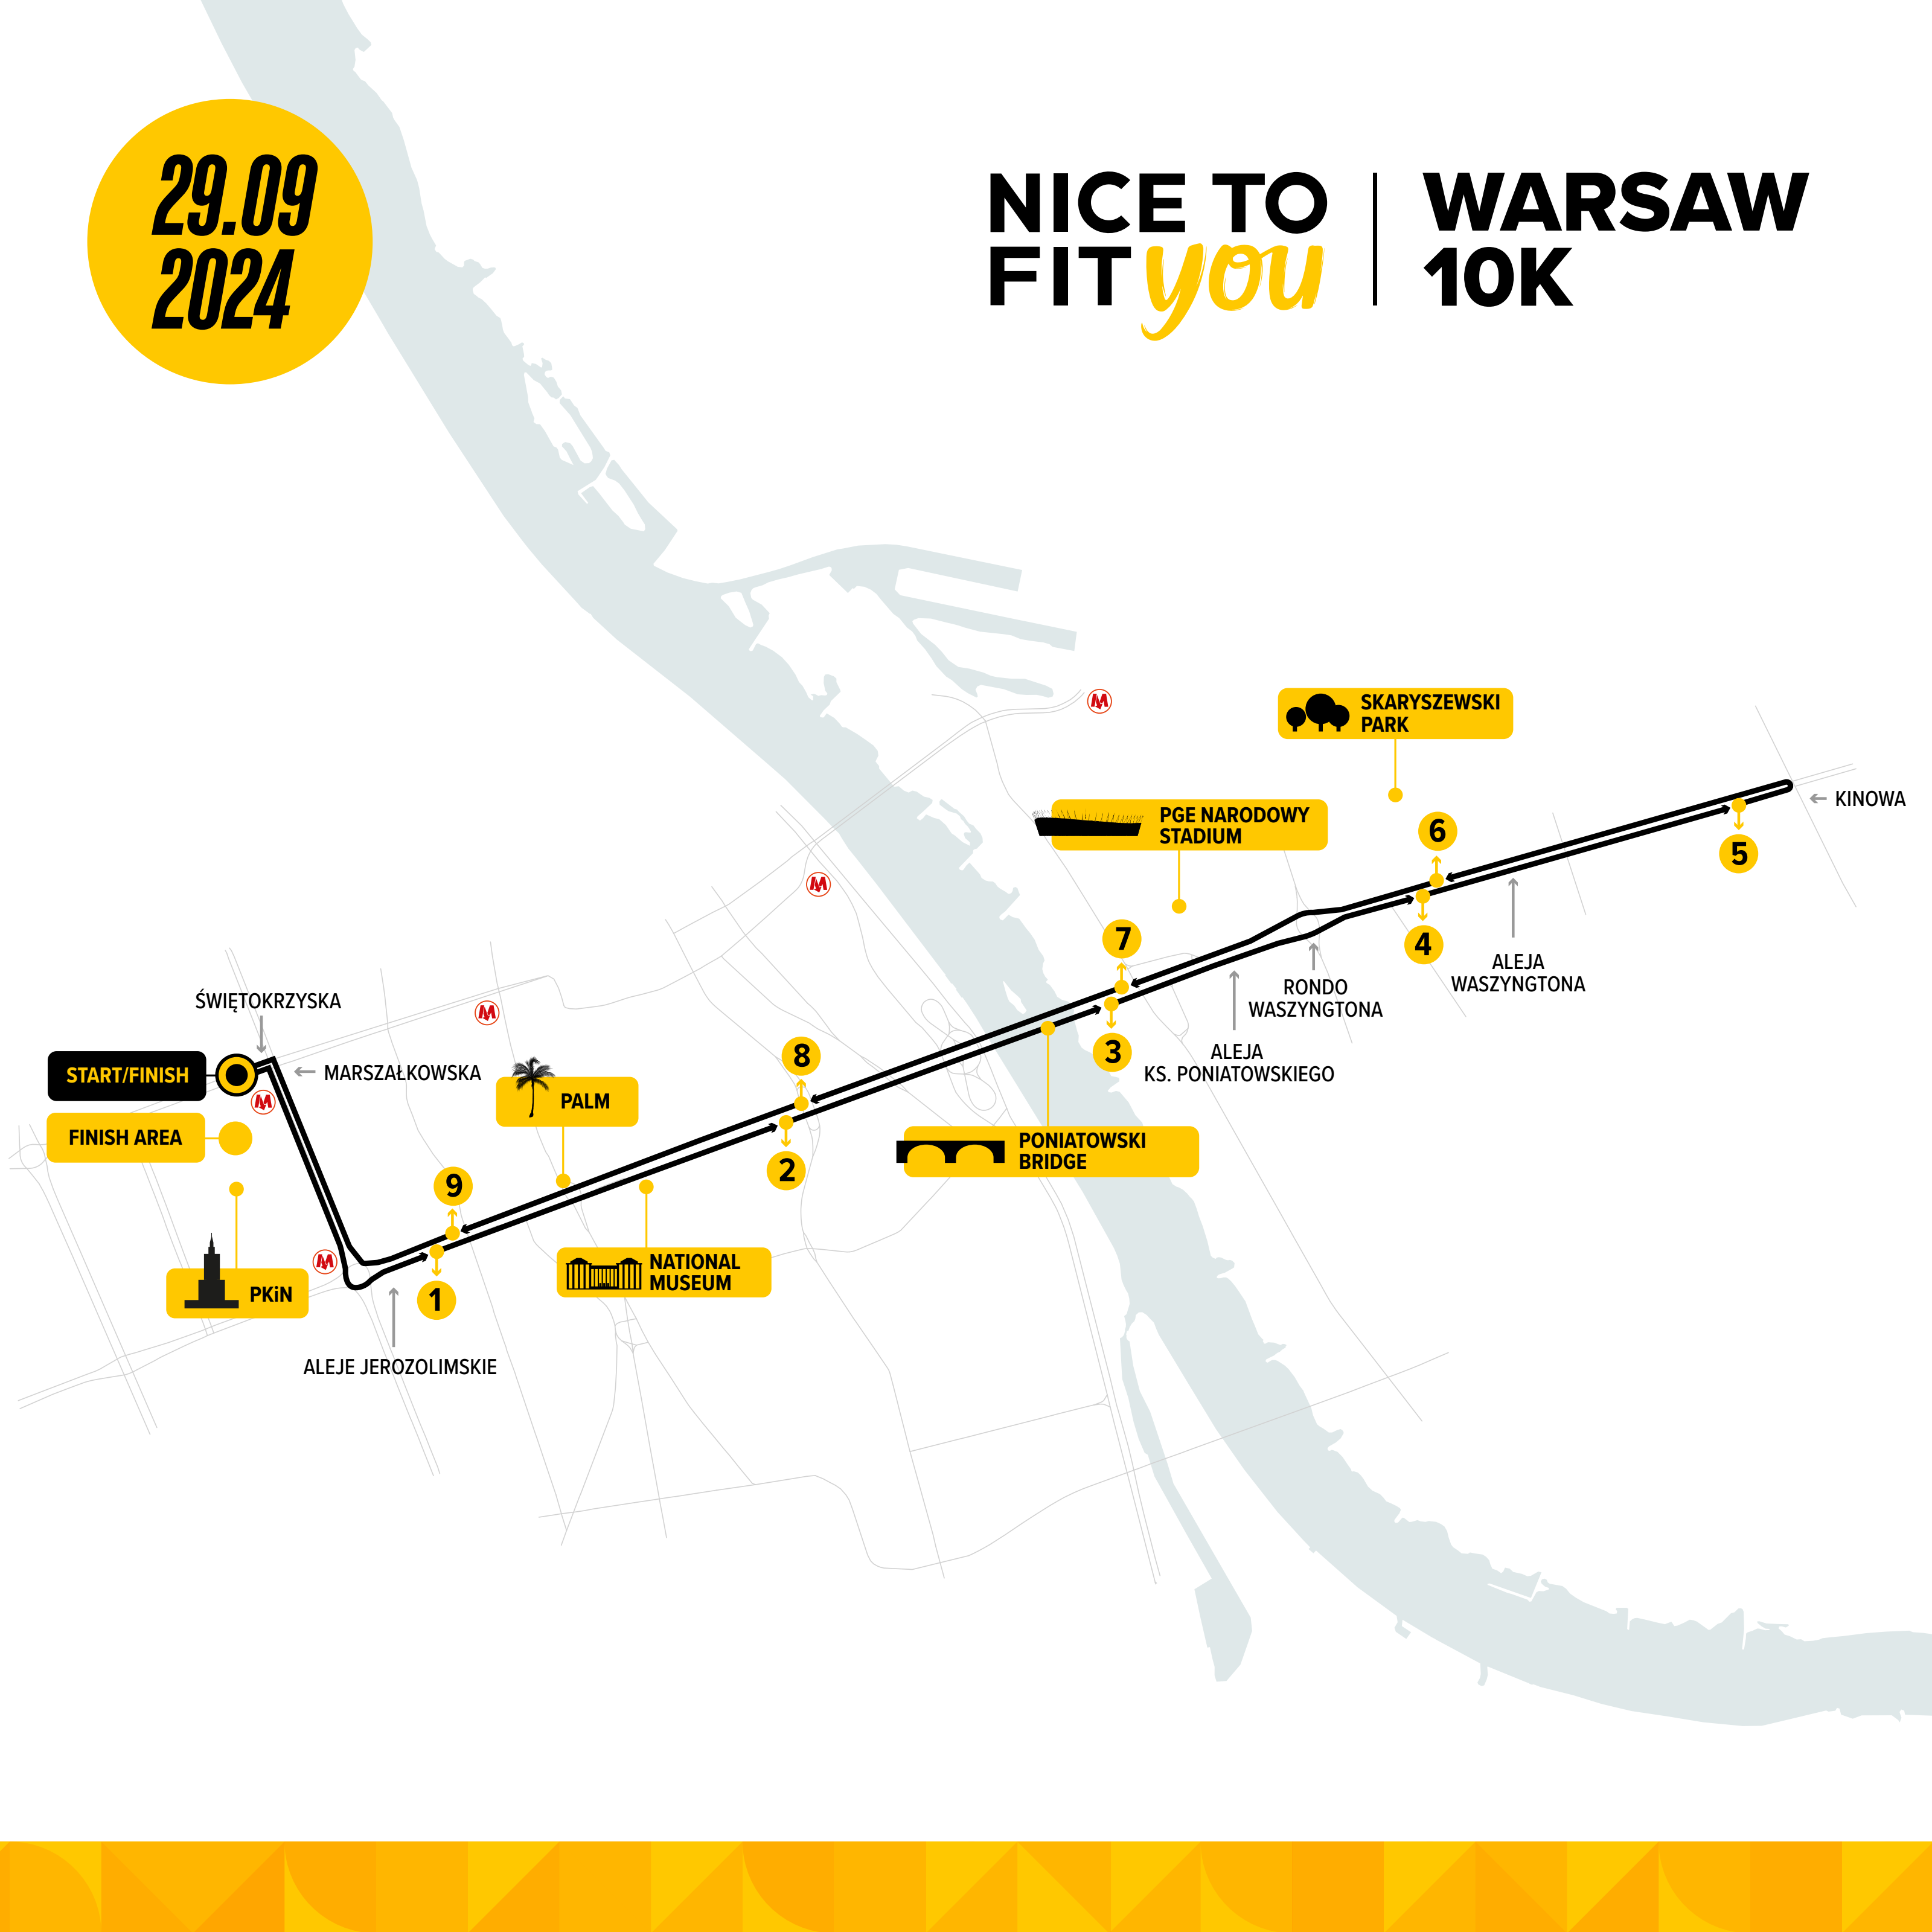 29.09
2024
NICE TO
FIT you
WARSAW
10K
SKARYSZEWSKI
PARK
KINOWA
PGE NARODOWY
STADIUM
6
5
7
4
ALEJA
WASZYNGTONA
RONDO
WASZYNGTONA
ŚWIĘTOKRZYSKA
3
ALEJA
KS. PONIATOWSKIEGO
8
START/FINISH
MARSZAŁKOWSKA
PALM
FINISH AREA
PONIATOWSKI
BRIDGE
2
9
NATIONAL
MUSEUM
PKiN
1
ALEJE JEROZOLIMSKIE
M
M
M
M
M